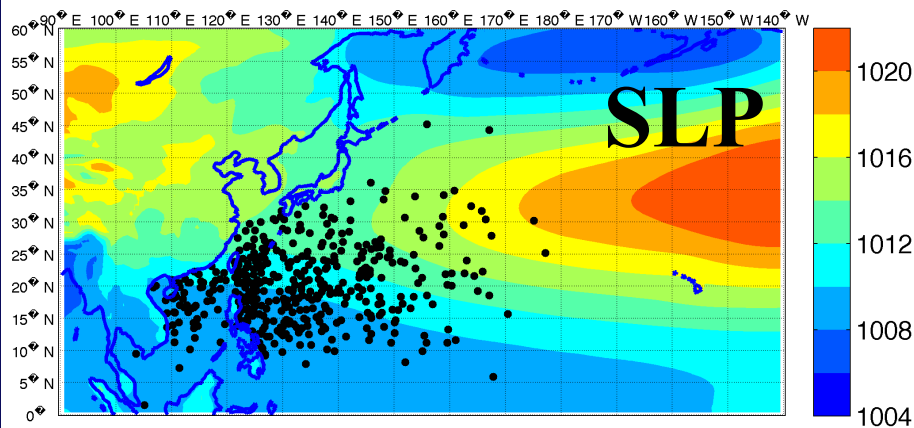 90� E 100� E 110� E 120� E 130� E 140� E 150� E 160� E 170� E 180� E 170� W 160� W 150� W 140� W
60� N
55� N
50� N
45� N
40� N
35� N
30� N
25� N
20� N
15� N
10� N
5� N
0�
SLP
1020
1016
1012
1008
1004